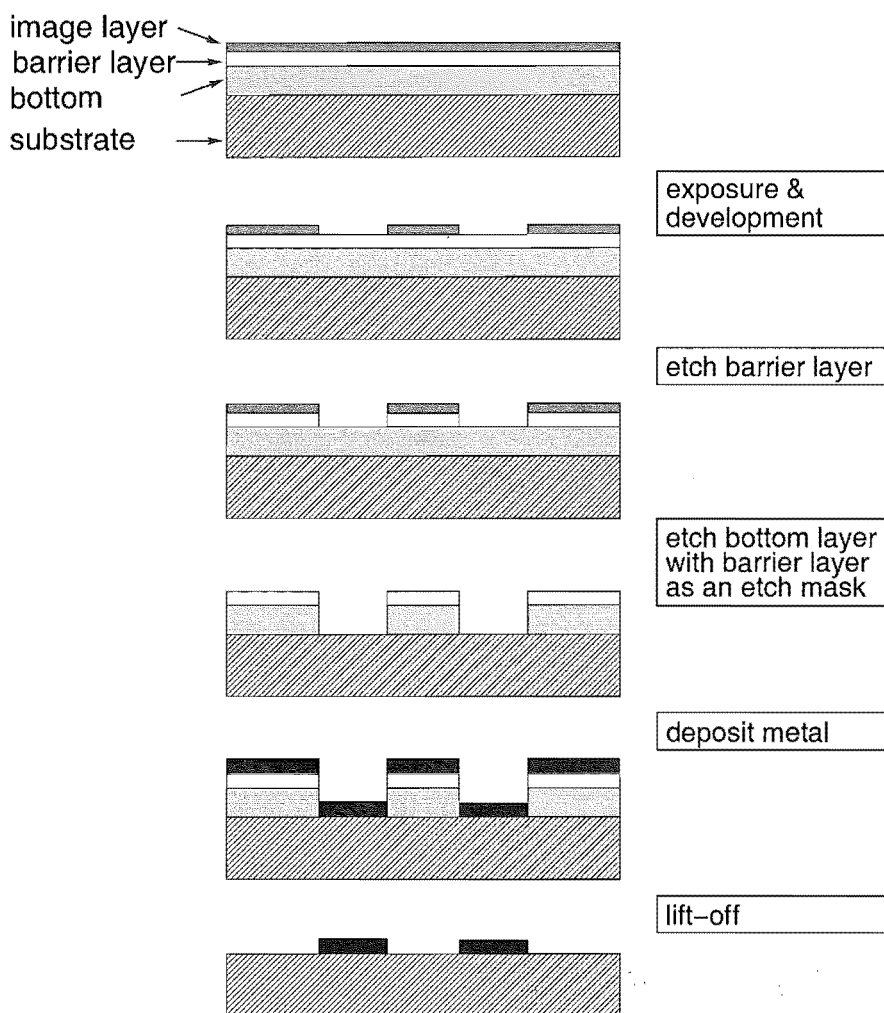 image layer
barrier layer
bottom
substrate
exposure &
development
etch barrier layer
etch bottom layer
with barrier layer
as an etch mask
deposit metal
lift-off